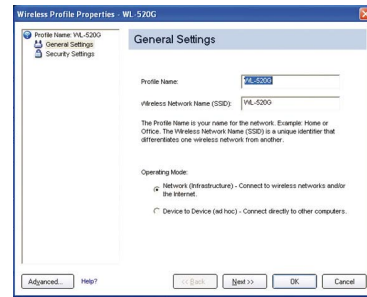 Wireless Profile Properties - WL-520G
Profile Name: WL-520G
General Settings
Security Settings
General Settings
Profile Name:
WL-520G
Wireless Network Name (SSID):
WL-520G
The Profile Name is your name for the network. Example: Home or
Office. The Wireless Network Name (SSID) is a unique identifier that
differentiates one wireless network from another.
Operating Mode:
Network (Infrastructure) - Connect to wireless networks and/or
the Internet.
Device to Device (ad hoc) - Connect directly to other computers.
Advanced...
Help?
<< Back
Next >>
OK
Cancel